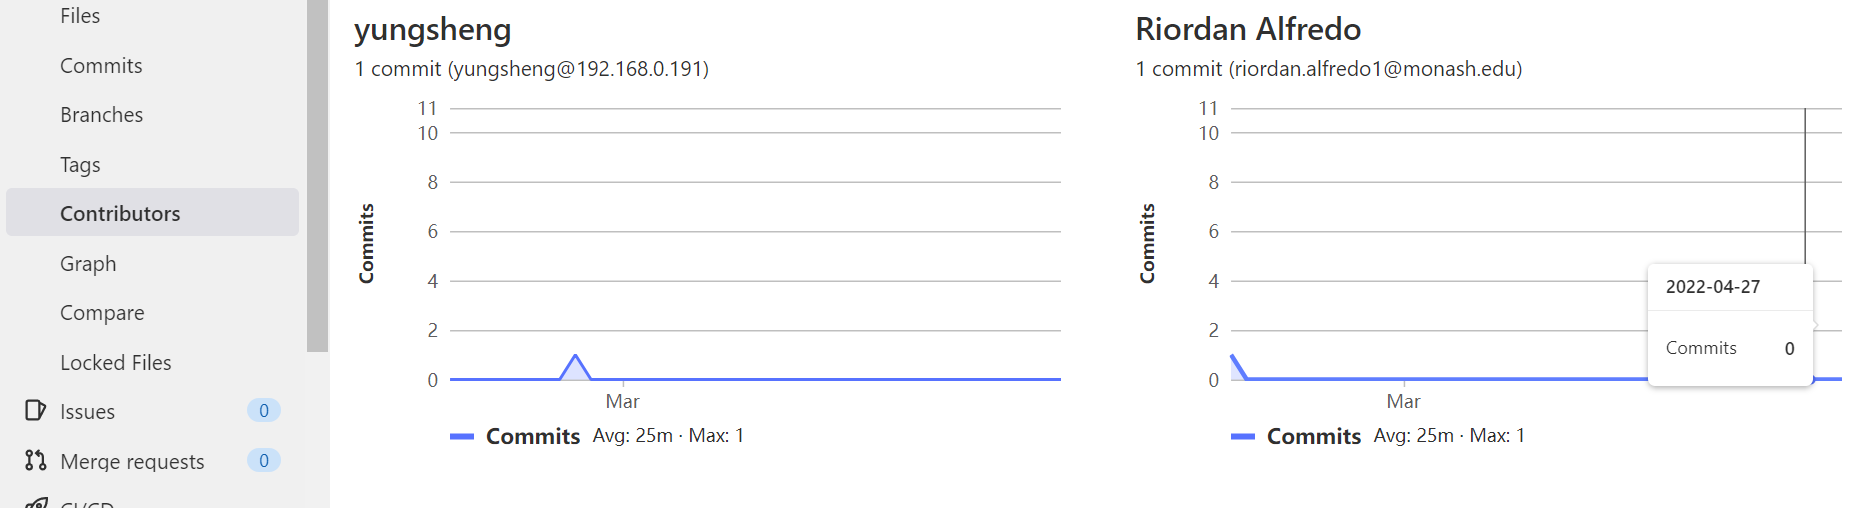 Files
Commits
Branches
Tags
Contributors
Graph
Compare
Locked Files
Issues 0
Merge requests 0
CI/CD
yungsheng
1 commit (yungsheng@192.168.0.191)
11
10
8
6
4
2
0
Commits
Mar
Commits Avg: 25m · Max: 1
Riordan Alfredo
1 commit (riordan.alfredo1@monash.edu)
11
10
8
6
4
2
0
Commits
Mar
2022-04-27
Commits 0
Commits Avg: 25m · Max: 1